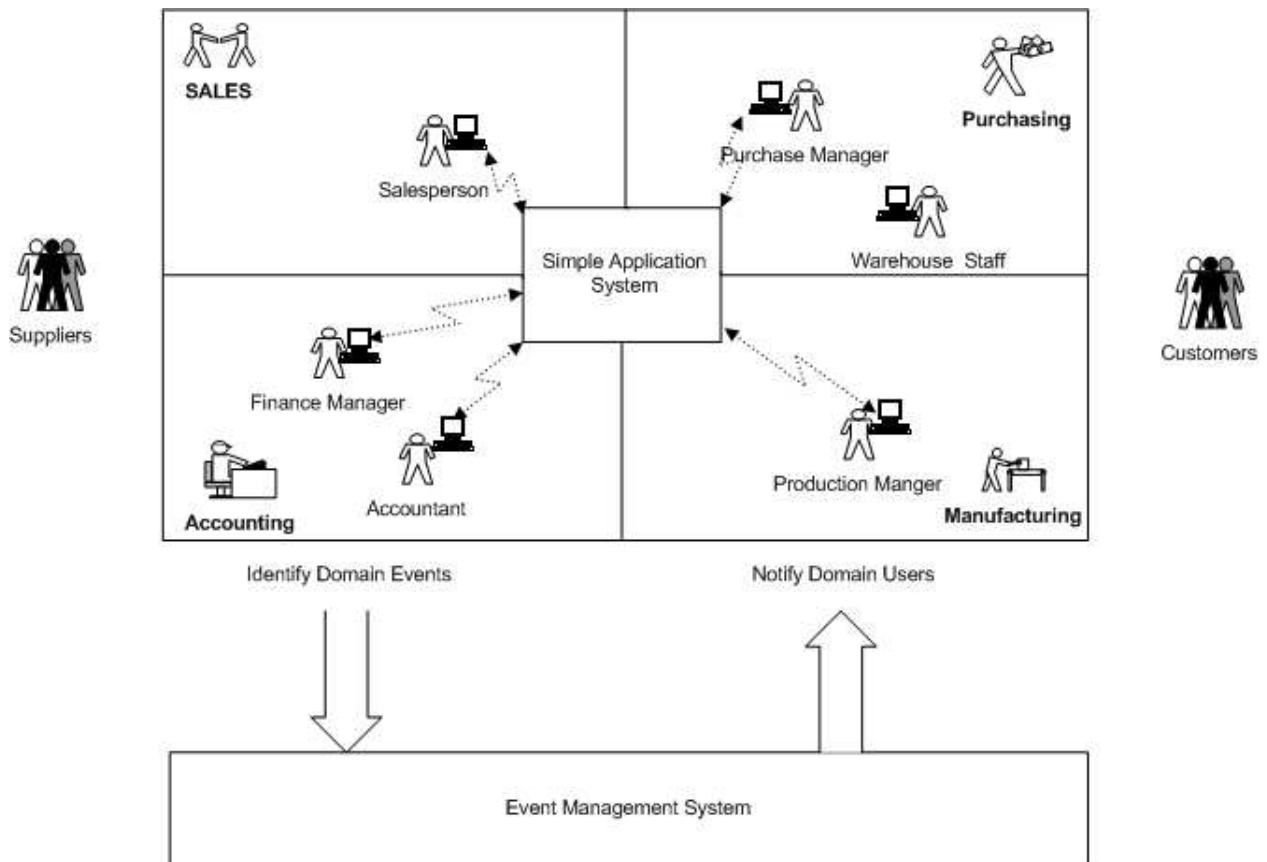 SALES
Purchasing
Purchase Manager
Salesperson
Warehouse Staff
Simple Application
System
Suppliers
Customers
Finance Manager
Accountant
Accounting
Production Manger
Manufacturing
Identify Domain Events
Notify Domain Users
Event Management System